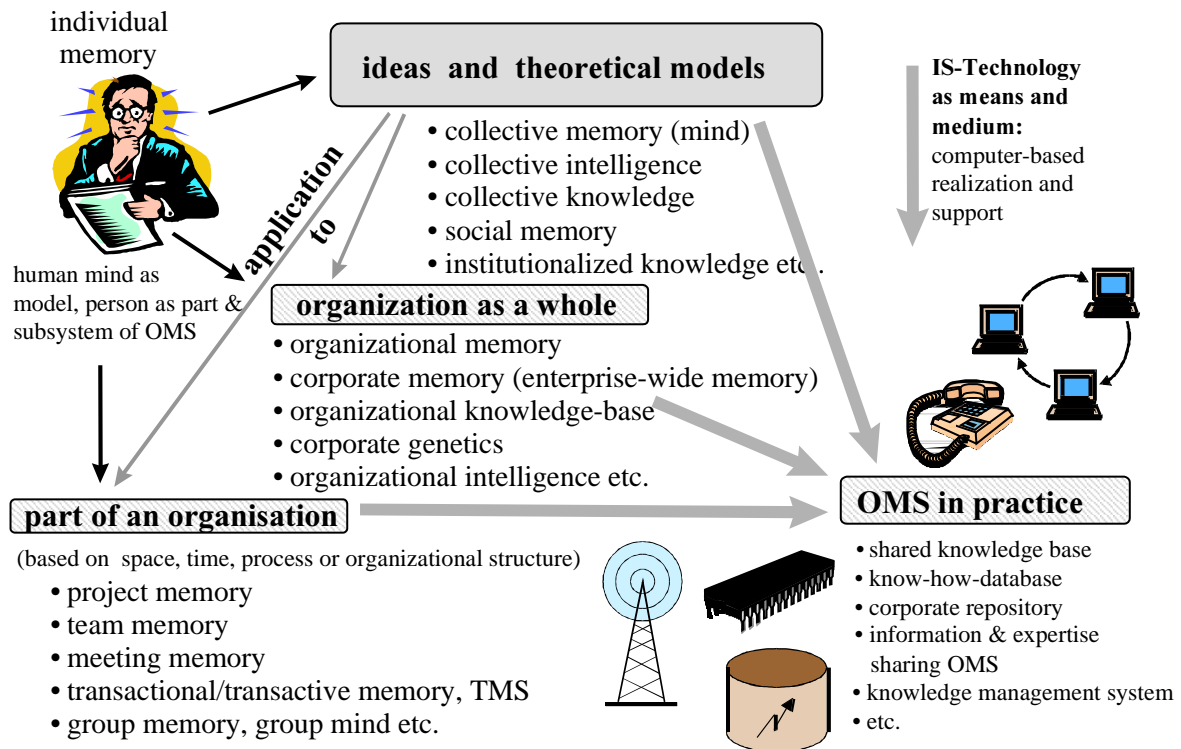 individual
memory
ideas and theoretical models
IS-Technology
as means and
medium:
computer-based
realization and
support
• collective memory (mind)
• collective intelligence
• collective knowledge
• social memory
• institutionalized knowledge etc.
application
to
human mind as
model, person as part &
subsystem of OMS
organization as a whole
• organizational memory
• corporate memory (enterprise-wide memory)
• organizational knowledge-base
• corporate genetics
• organizational intelligence etc.
part of an organisation
(based on space, time, process or organizational structure)
• project memory
• team memory
• meeting memory
• transactional/transactive memory, TMS
• group memory, group mind etc.
OMS in practice
• shared knowledge base
• know-how-database
• corporate repository
• information & expertise
sharing OMS
• knowledge management system
• etc.